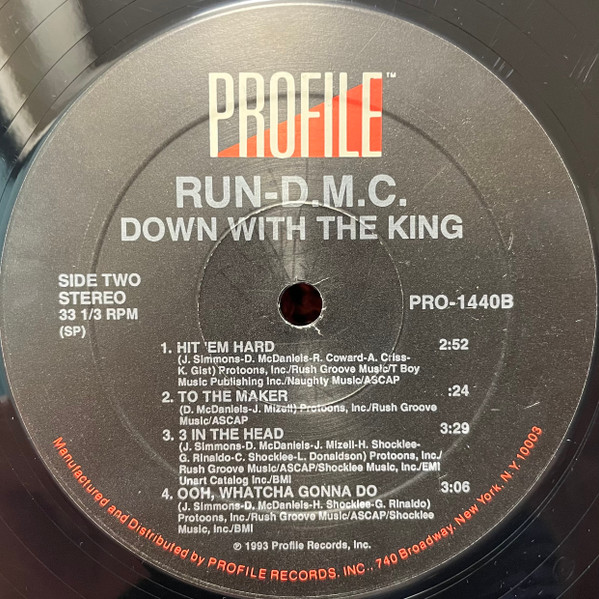 PROFILE™
RUN-D.M.C.
DOWN WITH THE KING
SIDE TWO
STEREO
33 1/3 RPM
(SP)
PRO-1440B
1. HIT 'EM HARD 2:52
(J. Simmons-D. McDaniels-R. Coward-A. Criss-
K. Gist) Protoons, Inc./Rush Groove Music/T Boy
Music Publishing Inc./Naughty Music/ASCAP
2. TO THE MAKER :24
(D. McDaniels-J. Mizell) Protoons, Inc./Rush Groove
Music/ASCAP
3. 3 IN THE HEAD 3:29
(J. Simmons-D. McDaniels-J. Mizell-H. Shocklee-
G. Rinaldo-C. Shocklee-L. Donaldson) Protoons, Inc./
Rush Groove Music/ASCAP/Shocklee Music, Inc./EMI
Unart Catalog Inc./BMI
4. OOH, WHATCHA GONNA DO 3:06
(J. Simmons-D. McDaniels-H. Shocklee-G. Rinaldo)
Protoons, Inc./Rush Groove Music/ASCAP/Shocklee
Music, Inc./BMI
℗ 1993 Profile Records, Inc.
Manufactured and Distributed by PROFILE RECORDS, INC., 740 Broadway, New York, N.Y. 10003